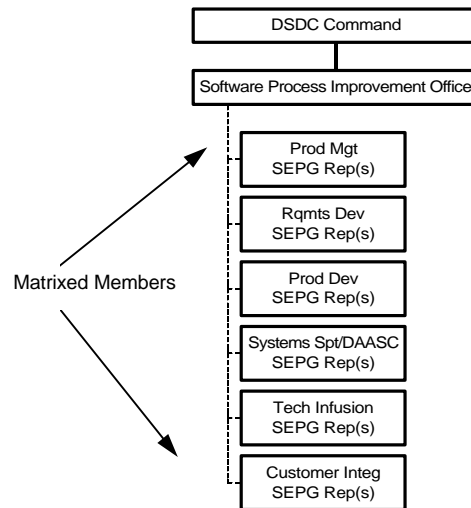 DSDC Command
Software Process Improvement Office
Prod Mgt
SEPG Rep(s)
Rqmts Dev
SEPG Rep(s)
Prod Dev
SEPG Rep(s)
Matrixed Members
Systems Spt/DAASC
SEPG Rep(s)
Tech Infusion
SEPG Rep(s)
Customer Integ
SEPG Rep(s)